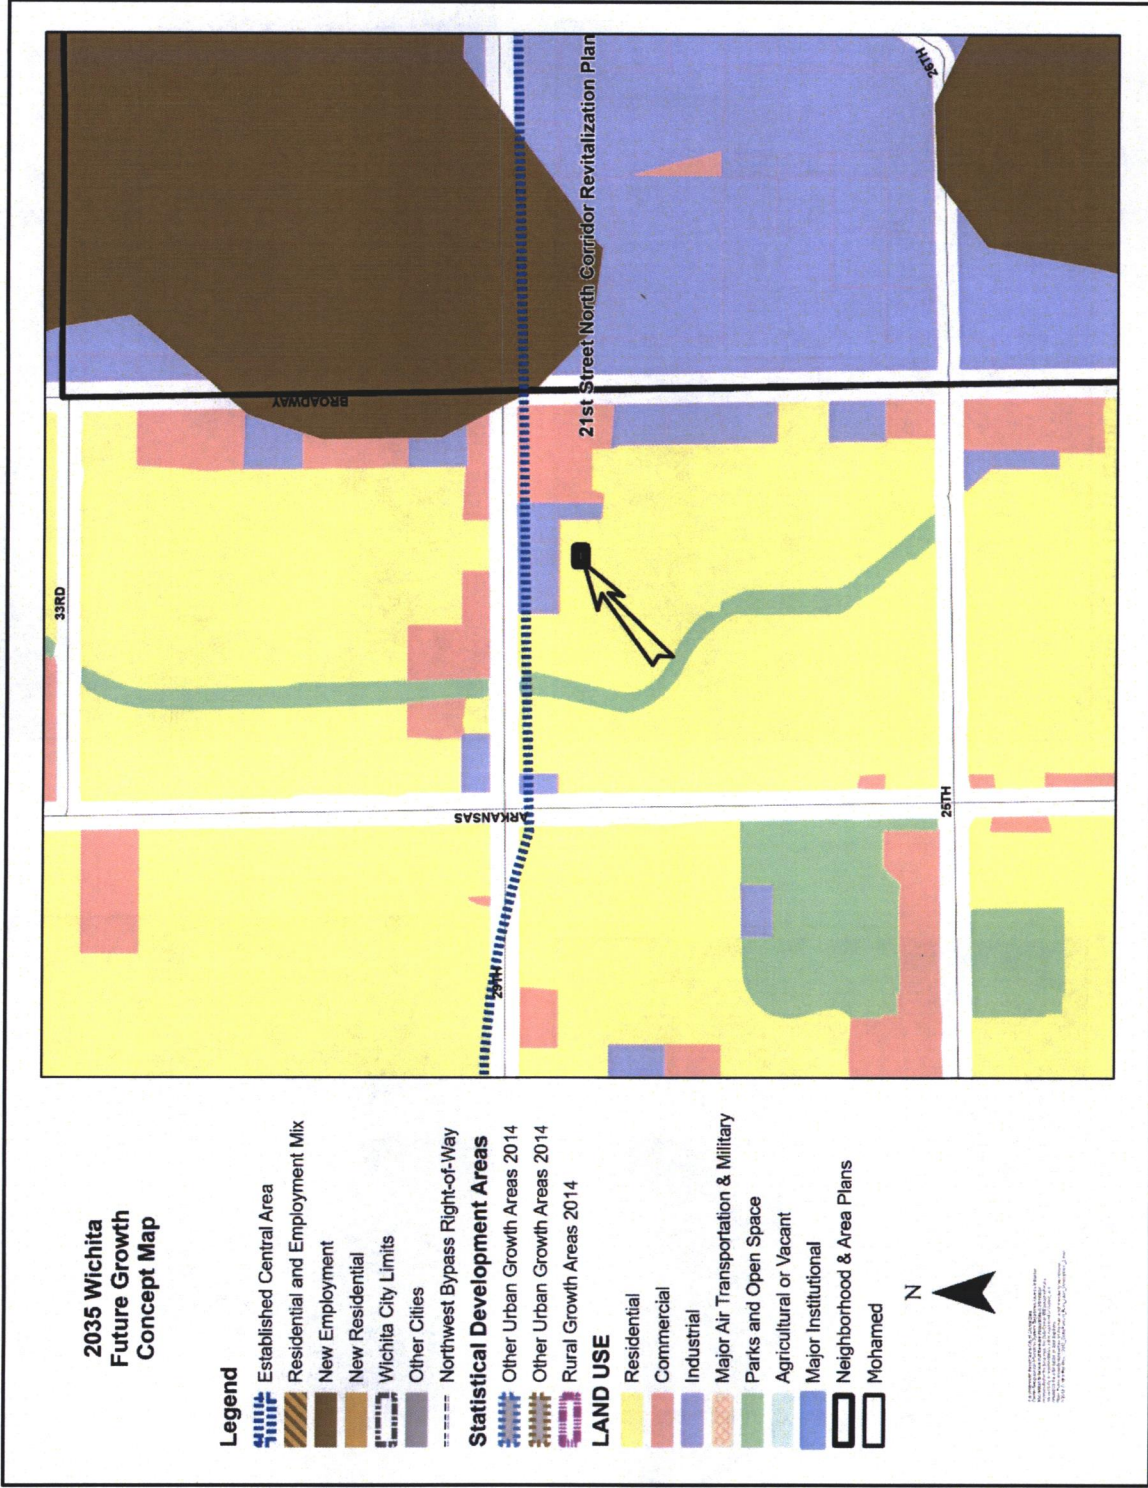 2035 Wichita
Future Growth
Concept Map
Legend
Established Central Area
Residential and Employment Mix
New Employment
New Residential
Wichita City Limits
Other Cities
Northwest Bypass Right-of-Way
Statistical Development Areas
Other Urban Growth Areas 2014
Other Urban Growth Areas 2014
Rural Growth Areas 2014
LAND USE
Residential
Commercial
Industrial
Major Air Transportation & Military
Parks and Open Space
Agricultural or Vacant
Major Institutional
Neighborhood & Area Plans
Mohamed
N
33RD
BROADWAY
21st Street North Corridor Revitalization Plan
26TH
ARKANSAS
29TH
25TH